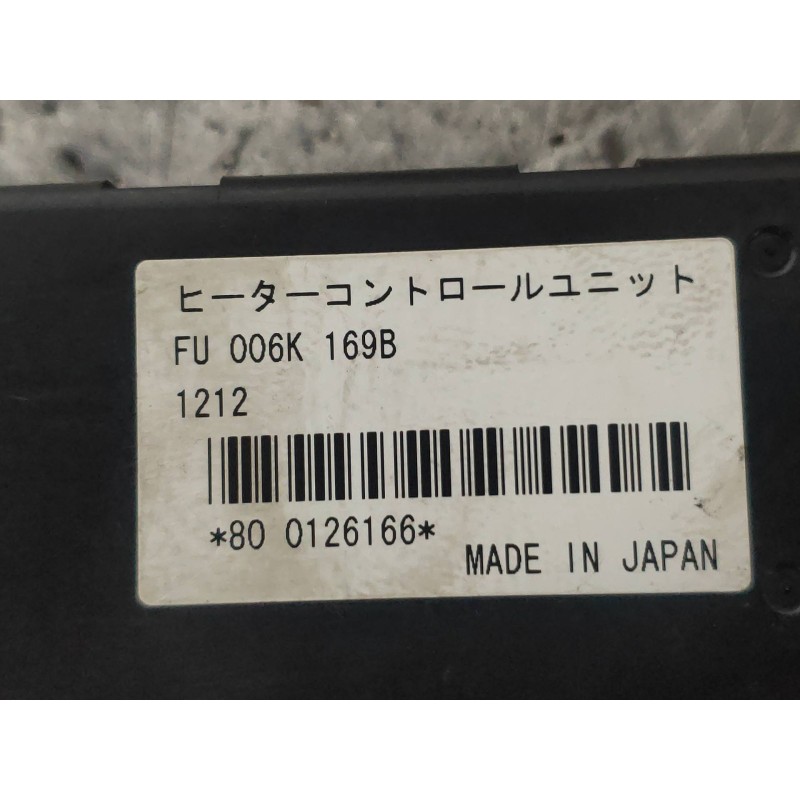 ヒーターコントロールユニット
FU 006K 169B
1212
*80 0126166*
MADE IN JAPAN